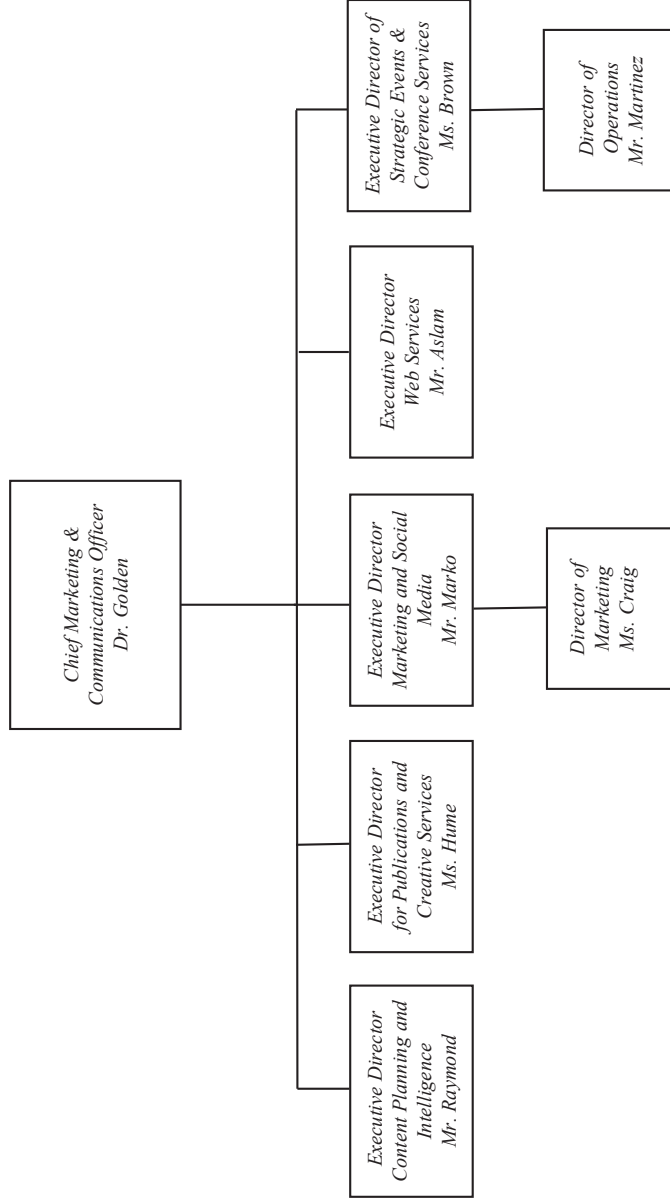 Chief Marketing &
Communications Officer
Dr. Golden
Executive Director
Content Planning and
Intelligence
Mr. Raymond
Executive Director
for Publications and
Creative Services
Ms. Hume
Executive Director
Marketing and Social
Media
Mr. Marko
Executive Director
Web Services
Mr. Aslam
Executive Director of
Strategic Events &
Conference Services
Ms. Brown
Director of
Marketing
Ms. Craig
Director of
Operations
Mr. Martinez